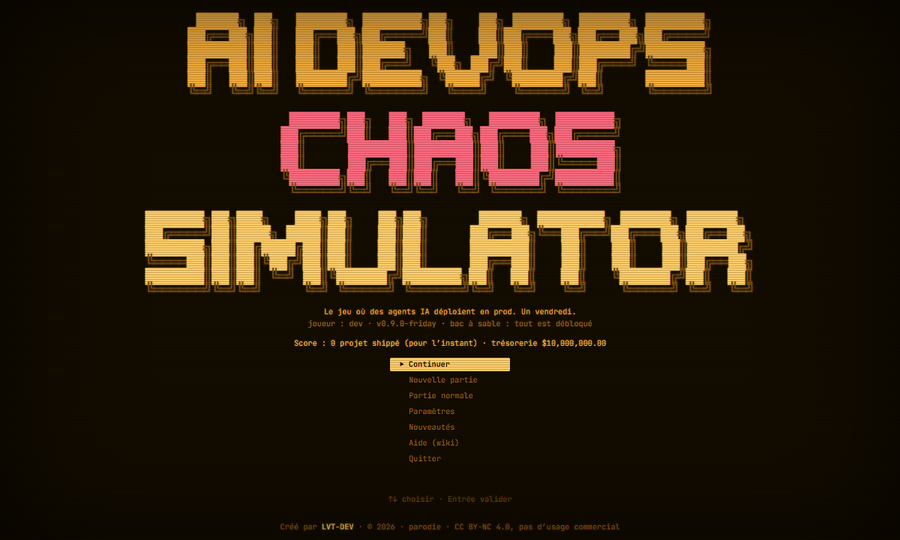 AI DEVOPS
CHAOS
SIMULATOR
Le jeu où des agents IA déploient en prod. Un vendredi.
joueur : dev · v0.9.0-friday · bac à sable : tout est débloqué
Score : 0 projet shippé (pour l’instant) · trésorerie $10,000,000.00
▸ Continuer
Nouvelle partie
Partie normale
Paramètres
Nouveautés
Aide (wiki)
Quitter
↑↓ choisir · Entrée valider
Créé par LVT-DEV · © 2026 · parodie · CC BY-NC 4.0, pas d’usage commercial